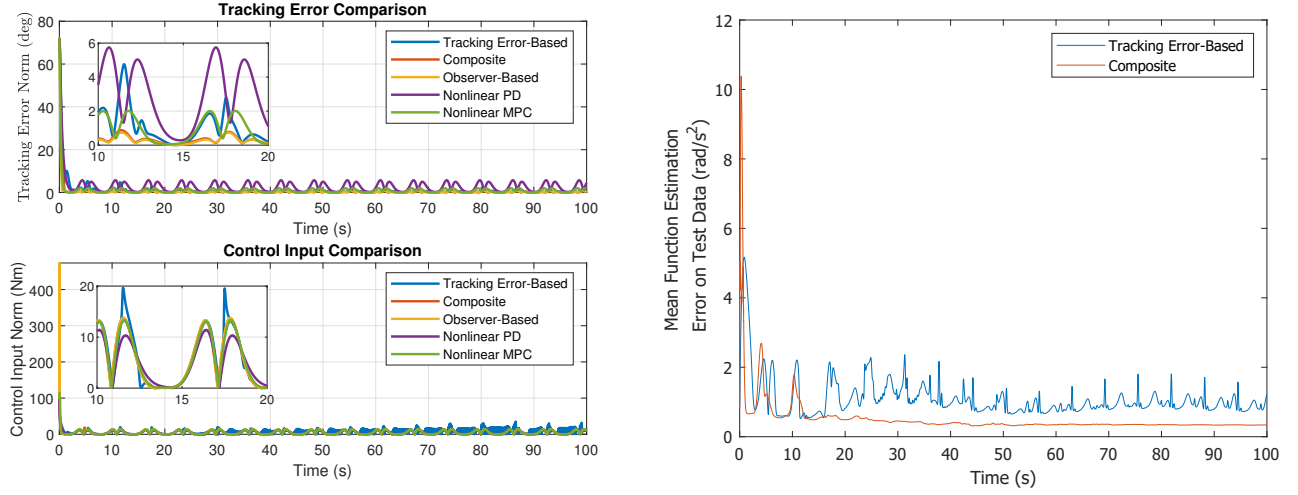 Tracking Error Comparison
Tracking Error Norm (deg)
80
60
40
20
0
6
4
2
0
10
15
20
Tracking Error-Based
Composite
Observer-Based
Nonlinear PD
Nonlinear MPC
0 10 20 30 40 50 60 70 80 90 100
Time (s)
Control Input Comparison
Control Input Norm (Nm)
400
300
200
100
0
20
10
0
10
15
20
Tracking Error-Based
Composite
Observer-Based
Nonlinear PD
Nonlinear MPC
0 10 20 30 40 50 60 70 80 90 100
Time (s)
Mean Function Estimation
Error on Test Data (rad/s²)
12
10
8
6
4
2
0
Tracking Error-Based
Composite
0 10 20 30 40 50 60 70 80 90 100
Time (s)